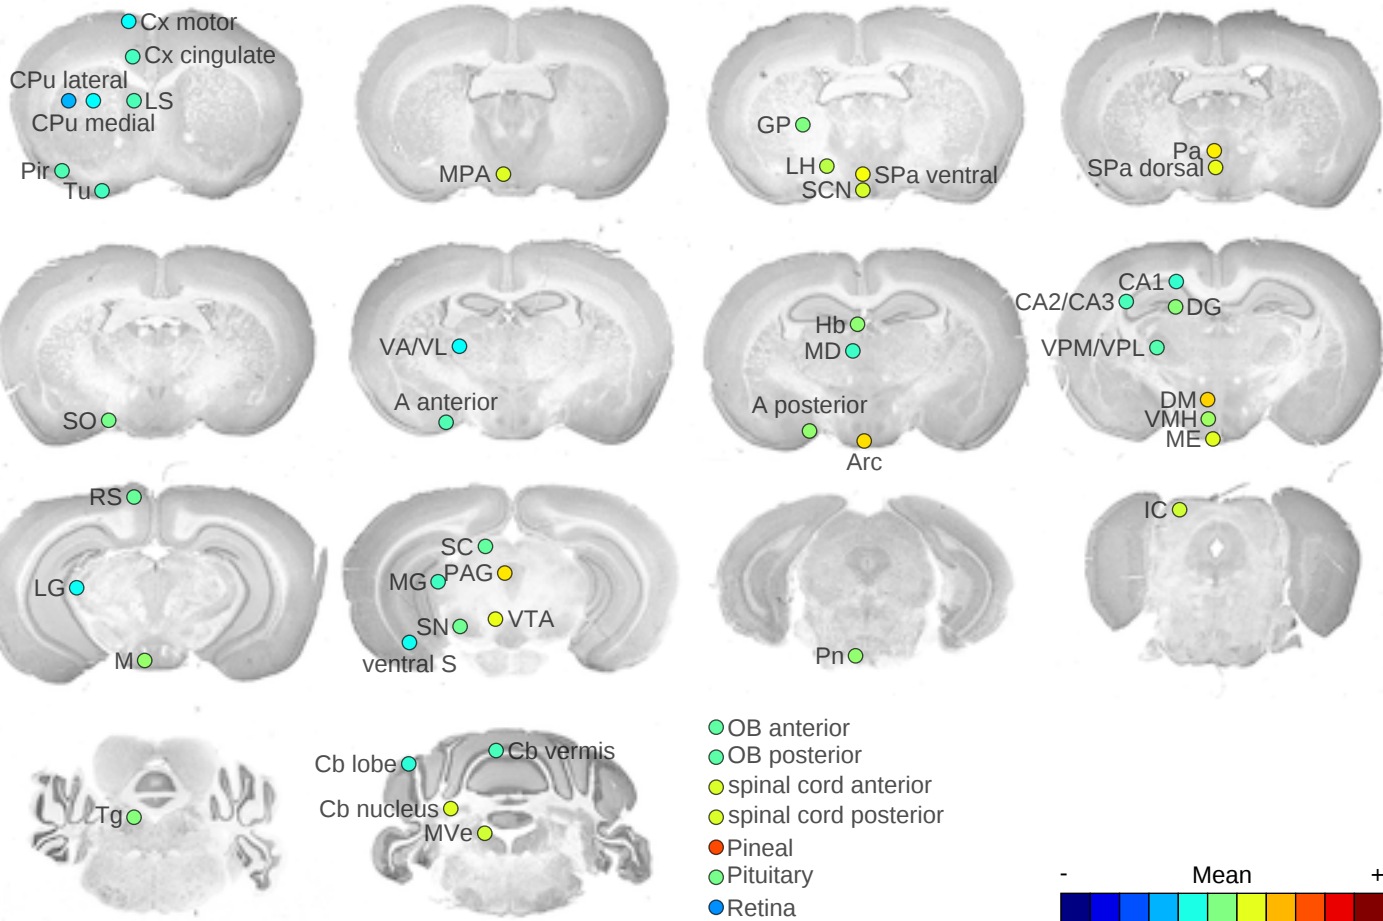 Cx motor
Cx cingulate
CPu lateral
LS
CPu medial
Pir
Tu
MPA
GP
LH
SPa ventral
SCN
Pa
SPa dorsal
SO
VA/VL
A anterior
Hb
MD
A posterior
Arc
CA1
CA2/CA3
DG
VPM/VPL
DM
VMH
ME
RS
LG
M
SC
MG
PAG
SN
VTA
ventral S
Pn
IC
Tg
Cb lobe
Cb vermis
Cb nucleus
MVe
OB anterior
OB posterior
spinal cord anterior
spinal cord posterior
Pineal
Pituitary
Retina
- Mean +